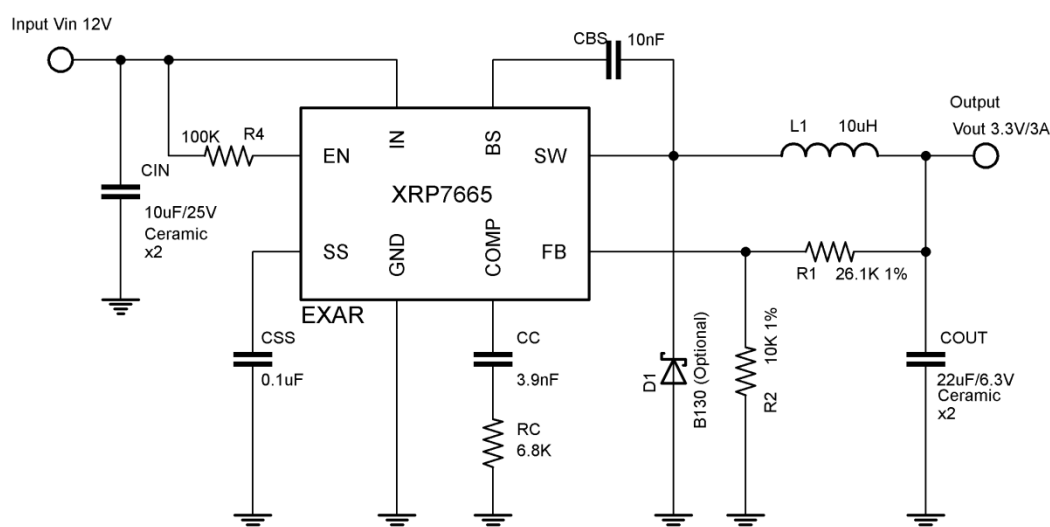 Input Vin 12V
CBS
10nF
Output
Vout 3.3V/3A
L1
10uH
100K
R4
EN
IN
BS
SW
CIN
10uF/25V
Ceramic
x2
XRP7665
SS
GND
COMP
FB
R1
26.1K 1%
EXAR
CSS
0.1uF
CC
3.9nF
D1
B130 (Optional)
10K 1%
R2
COUT
22uF/6.3V
Ceramic
x2
RC
6.8K